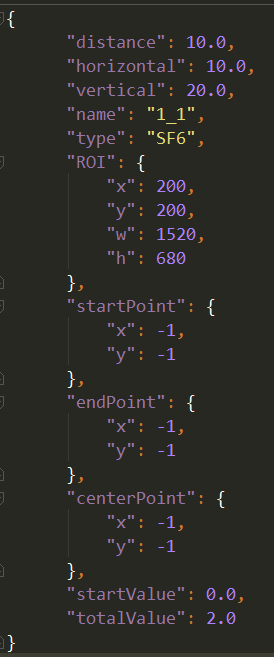 {
"distance": 10.0,
"horizontal": 10.0,
"vertical": 20.0,
"name": "1_1",
"type": "SF6",
"ROI": {
"x": 200,
"y": 200,
"w": 1520,
"h": 680
},
"startPoint": {
"x": -1,
"y": -1
},
"endPoint": {
"x": -1,
"y": -1
},
"centerPoint": {
"x": -1,
"y": -1
},
"startValue": 0.0,
"totalValue": 2.0
}